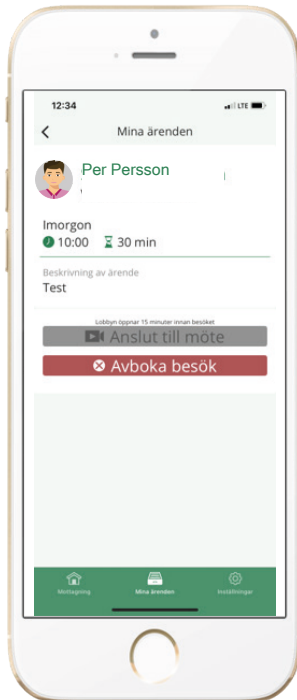 12:34
LTE
Mina ärenden
Per Persson
Imorgon
10:00 30 min
Beskrivning av ärende
Test
Lobbyn öppnar 15 minuter innan besöket
Anslut till möte
Avboka besök
Mottagning Mina ärenden Inställningar